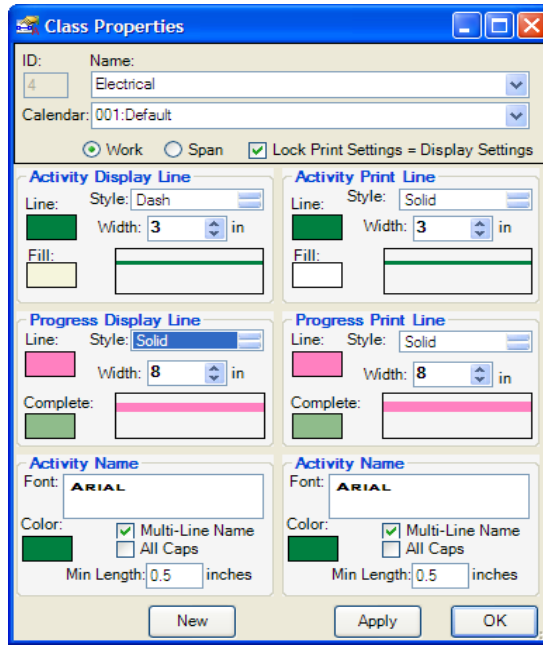 Class Properties
ID: Name:
4 Electrical
Calendar: 001:Default
Work Span Lock Print Settings = Display Settings
Activity Display Line Activity Print Line
Line: Style: Dash Line: Style: Solid
Width: 3 in Width: 3 in
Fill: Fill:
Progress Display Line Progress Print Line
Line: Style: Solid Line: Style: Solid
Width: 8 in Width: 8 in
Complete: Complete:
Activity Name Activity Name
Font: ARIAL Font: ARIAL
Color: Multi-Line Name Color: Multi-Line Name
All Caps All Caps
Min Length: 0.5 inches Min Length: 0.5 inches
New Apply OK